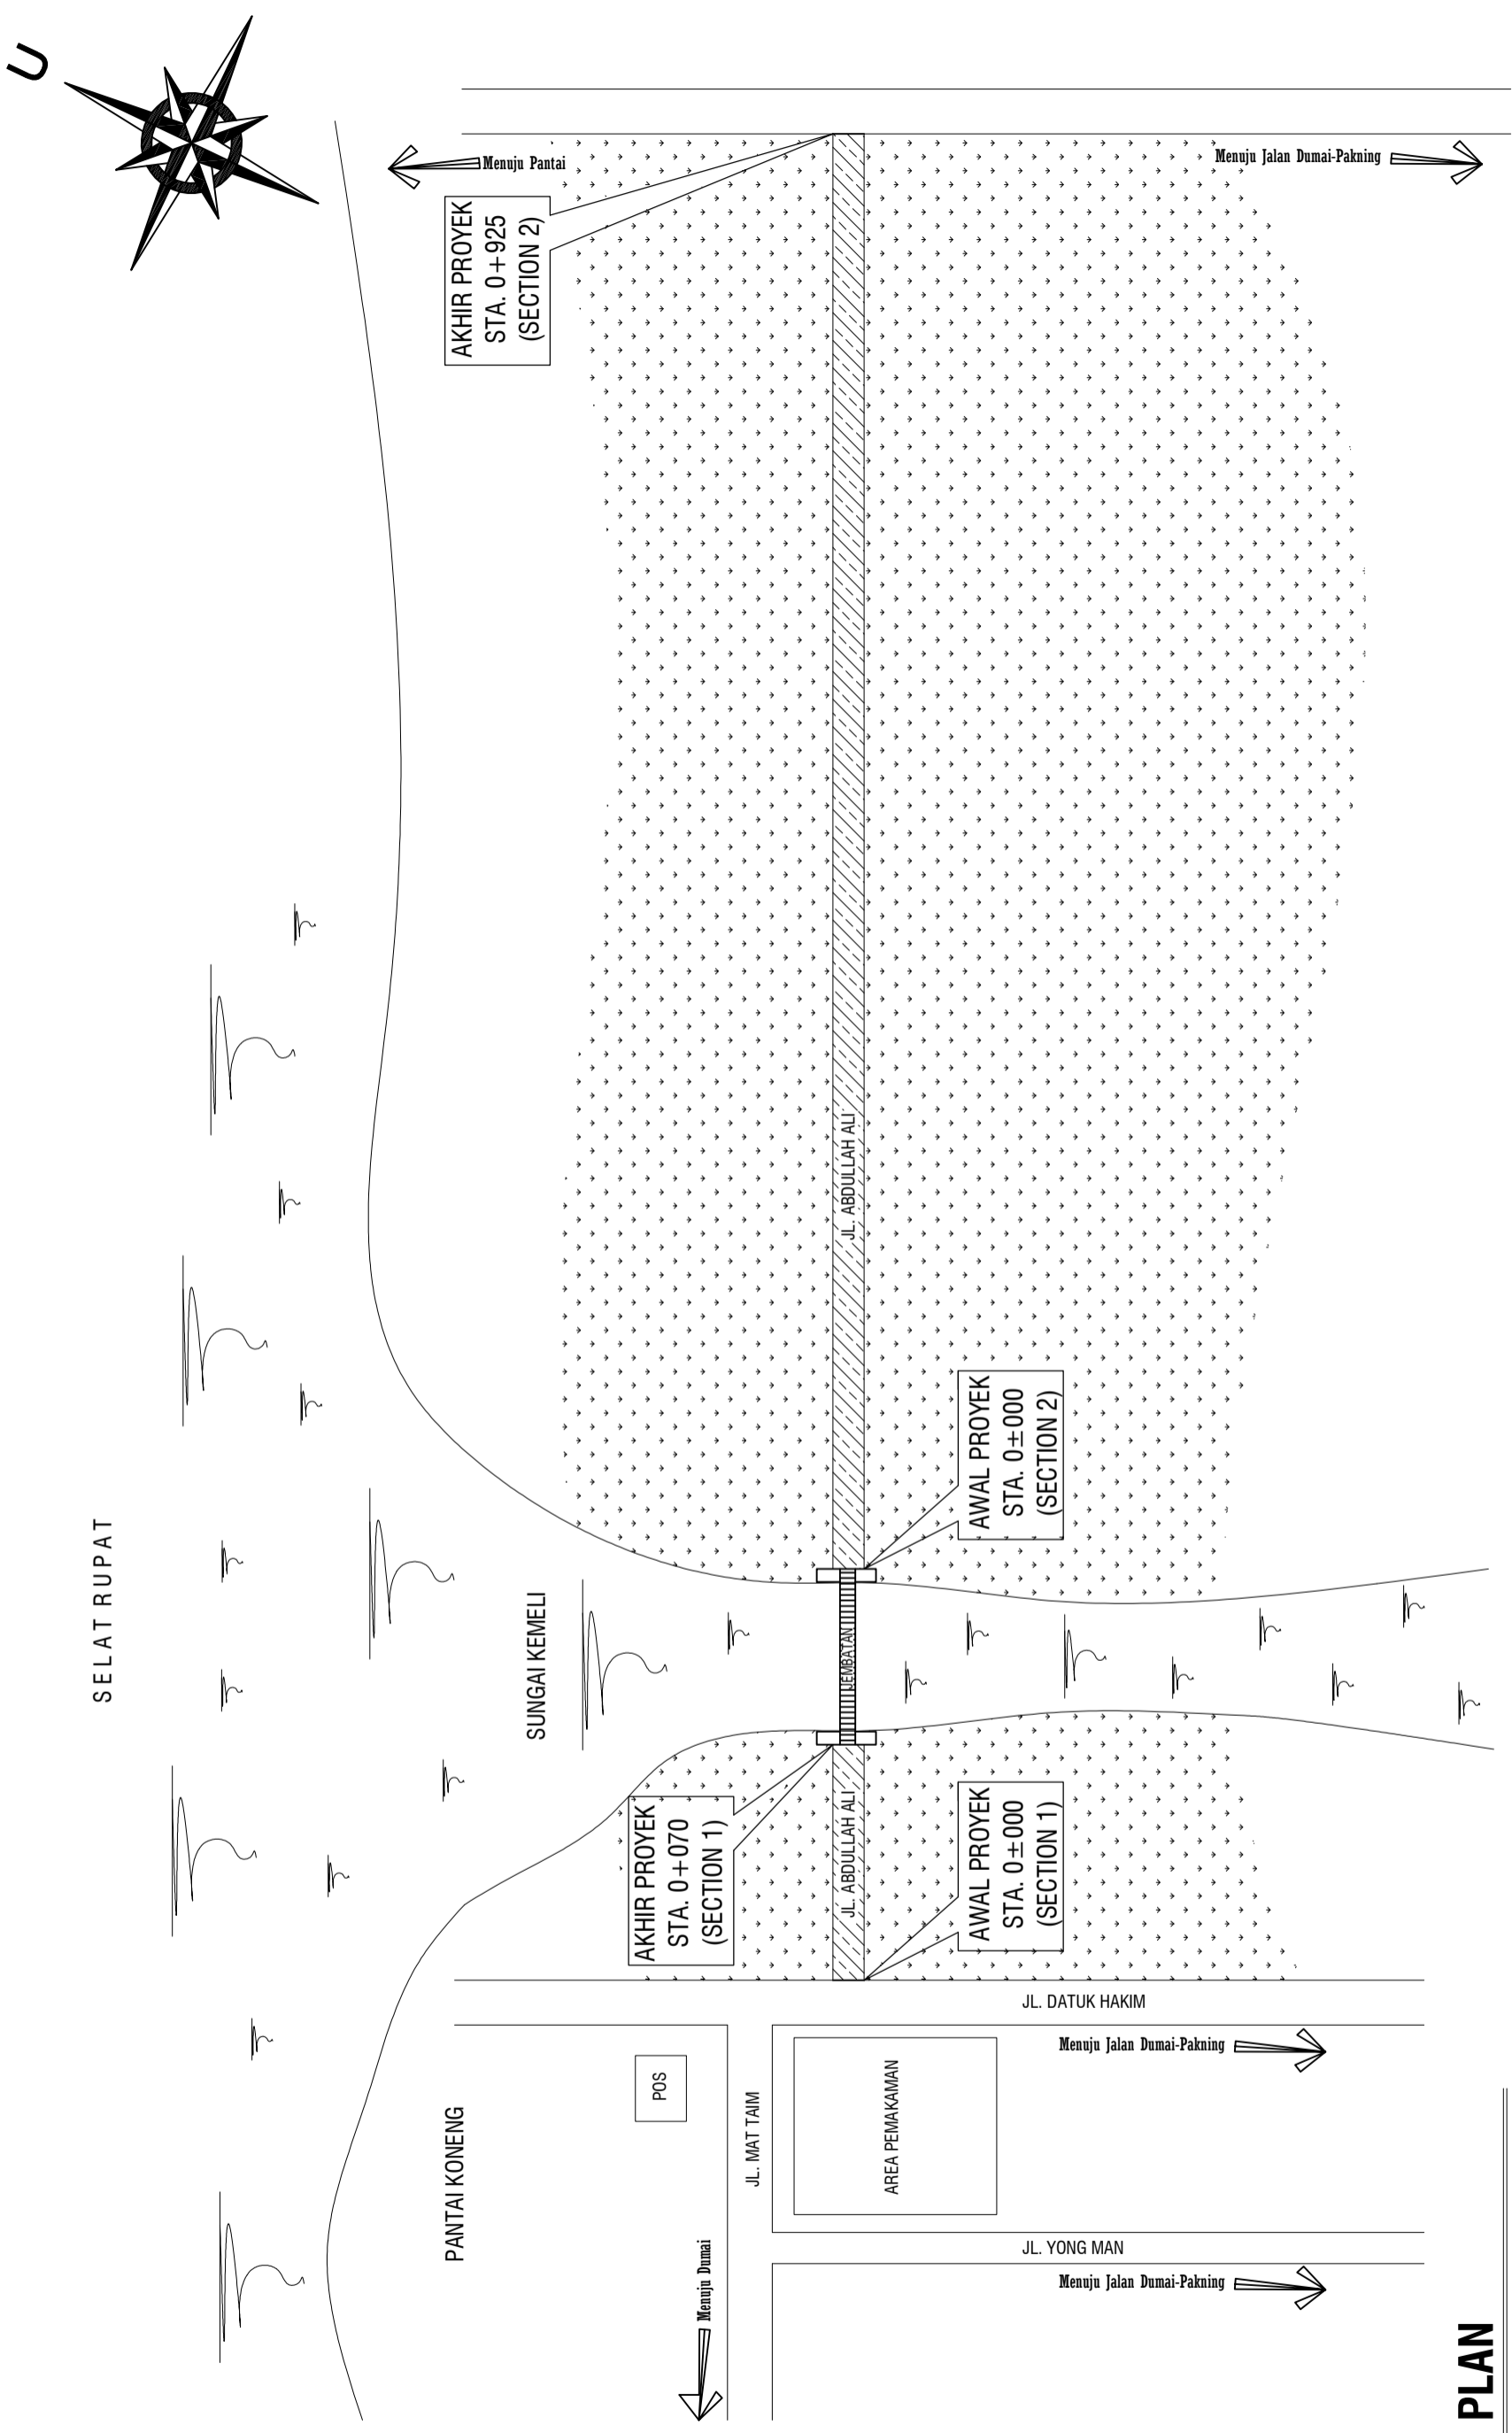 U
SELAT RUPAT
SUNGAI KEMELI
PANTAI KONENG
Menuju Pantai
AKHIR PROYEK
STA. 0+925
(SECTION 2)
Menuju Jalan Dumai-Pakning
JL. ABDULLAH ALI
AWAL PROYEK
STA. 0±000
(SECTION 2)
JEMBATAN
AKHIR PROYEK
STA. 0+070
(SECTION 1)
JL. ABDULLAH ALI
AWAL PROYEK
STA. 0±000
(SECTION 1)
JL. DATUK HAKIM
Menuju Jalan Dumai-Pakning
POS
JL. MAT TAIM
AREA PEMAKAMAN
Menuju Dumai
JL. YONG MAN
Menuju Jalan Dumai-Pakning
PLAN